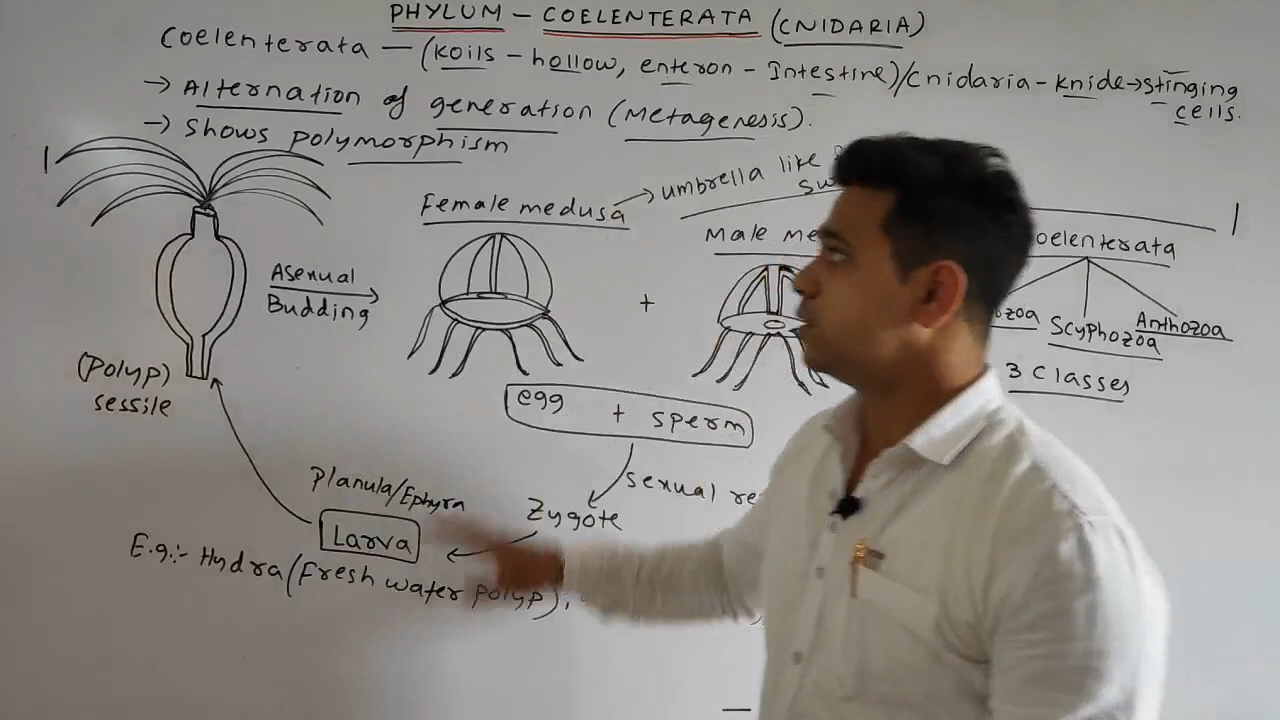 PHYLUM - COELENTERATA (CNIDARIA)
Coelenterata - (koils - hollow, enteron - Intestine)/Cnidaria - knide → stinging
cells.
→ Alternation of generation (Metagenesis).
→ Shows polymorphism
Female medusa → umbrella like
Male
Asexual
Budding
+
oelenterata
zoa
Scyphozoa
Anthozoa
3 Classes
(Polyp)
sessile
egg + sperm
sexual
Zygote
Planula/Ephyra
Larva
E.g:- Hydra (Fresh water polyp),